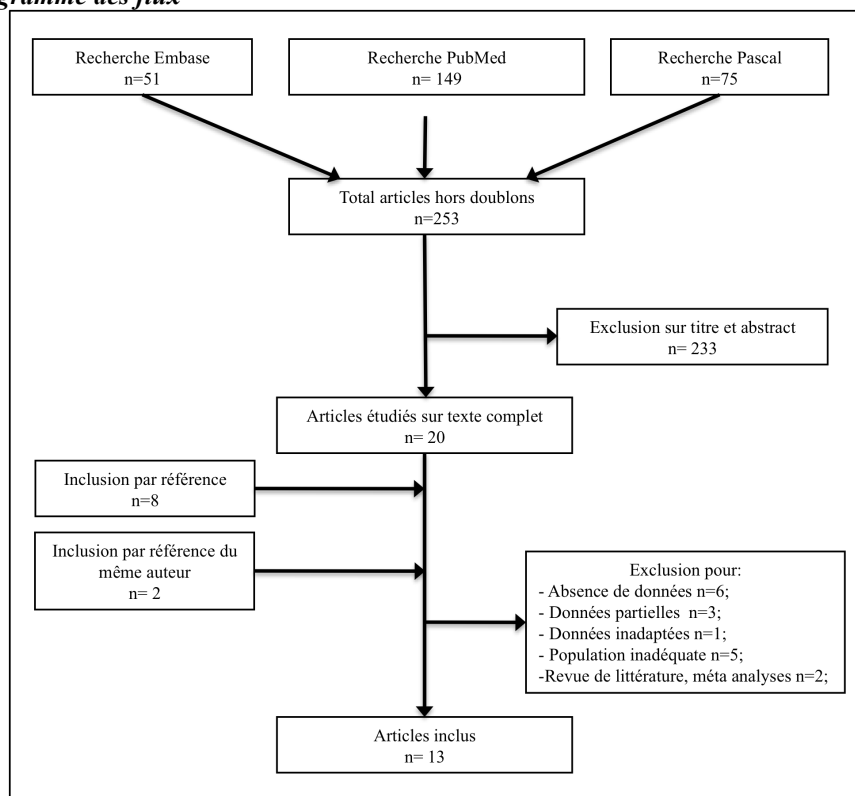 gramme des flux
Recherche Embase
n=51
Recherche PubMed
n= 149
Recherche Pascal
n=75
Total articles hors doublons
n=253
Exclusion sur titre et abstract
n= 233
Articles étudiés sur texte complet
n= 20
Inclusion par référence
n=8
Inclusion par référence du
même auteur
n= 2
Exclusion pour:
- Absence de données n=6;
- Données partielles  n=3;
- Données inadaptées n=1;
- Population inadéquate n=5;
-Revue de littérature, méta analyses n=2;
Articles inclus
n= 13